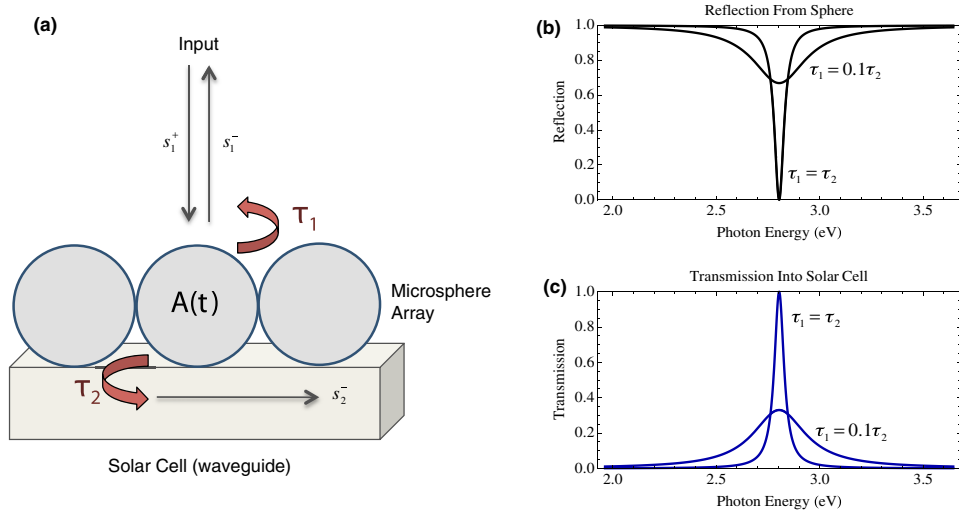 (a)
Input
s₁⁺
s₁⁻
τ₁
A(t)
Microsphere
Array
τ₂
s₂⁻
Solar Cell (waveguide)
(b)
Reflection From Sphere
1.0
0.8
0.6
0.4
0.2
0.0
Reflection
τ₁ = 0.1τ₂
τ₁ = τ₂
2.0 2.5 3.0 3.5
Photon Energy (eV)
(c)
Transmission Into Solar Cell
1.0
0.8
0.6
0.4
0.2
0.0
Transmission
τ₁ = τ₂
τ₁ = 0.1τ₂
2.0 2.5 3.0 3.5
Photon Energy (eV)